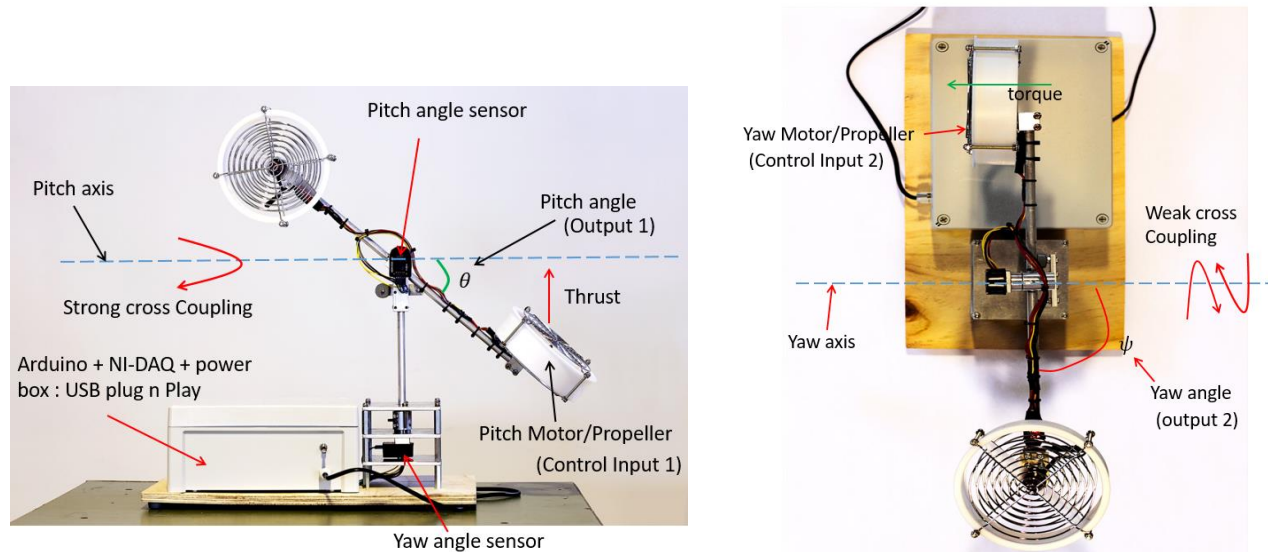 Pitch angle sensor
Pitch axis
Pitch angle
(Output 1)
θ
Thrust
Strong cross Coupling
Arduino + NI-DAQ + power
box : USB plug n Play
Pitch Motor/Propeller
(Control Input 1)
Yaw angle sensor
torque
Yaw Motor/Propeller
(Control Input 2)
Weak cross
Coupling
Yaw axis
ψ
Yaw angle
(output 2)